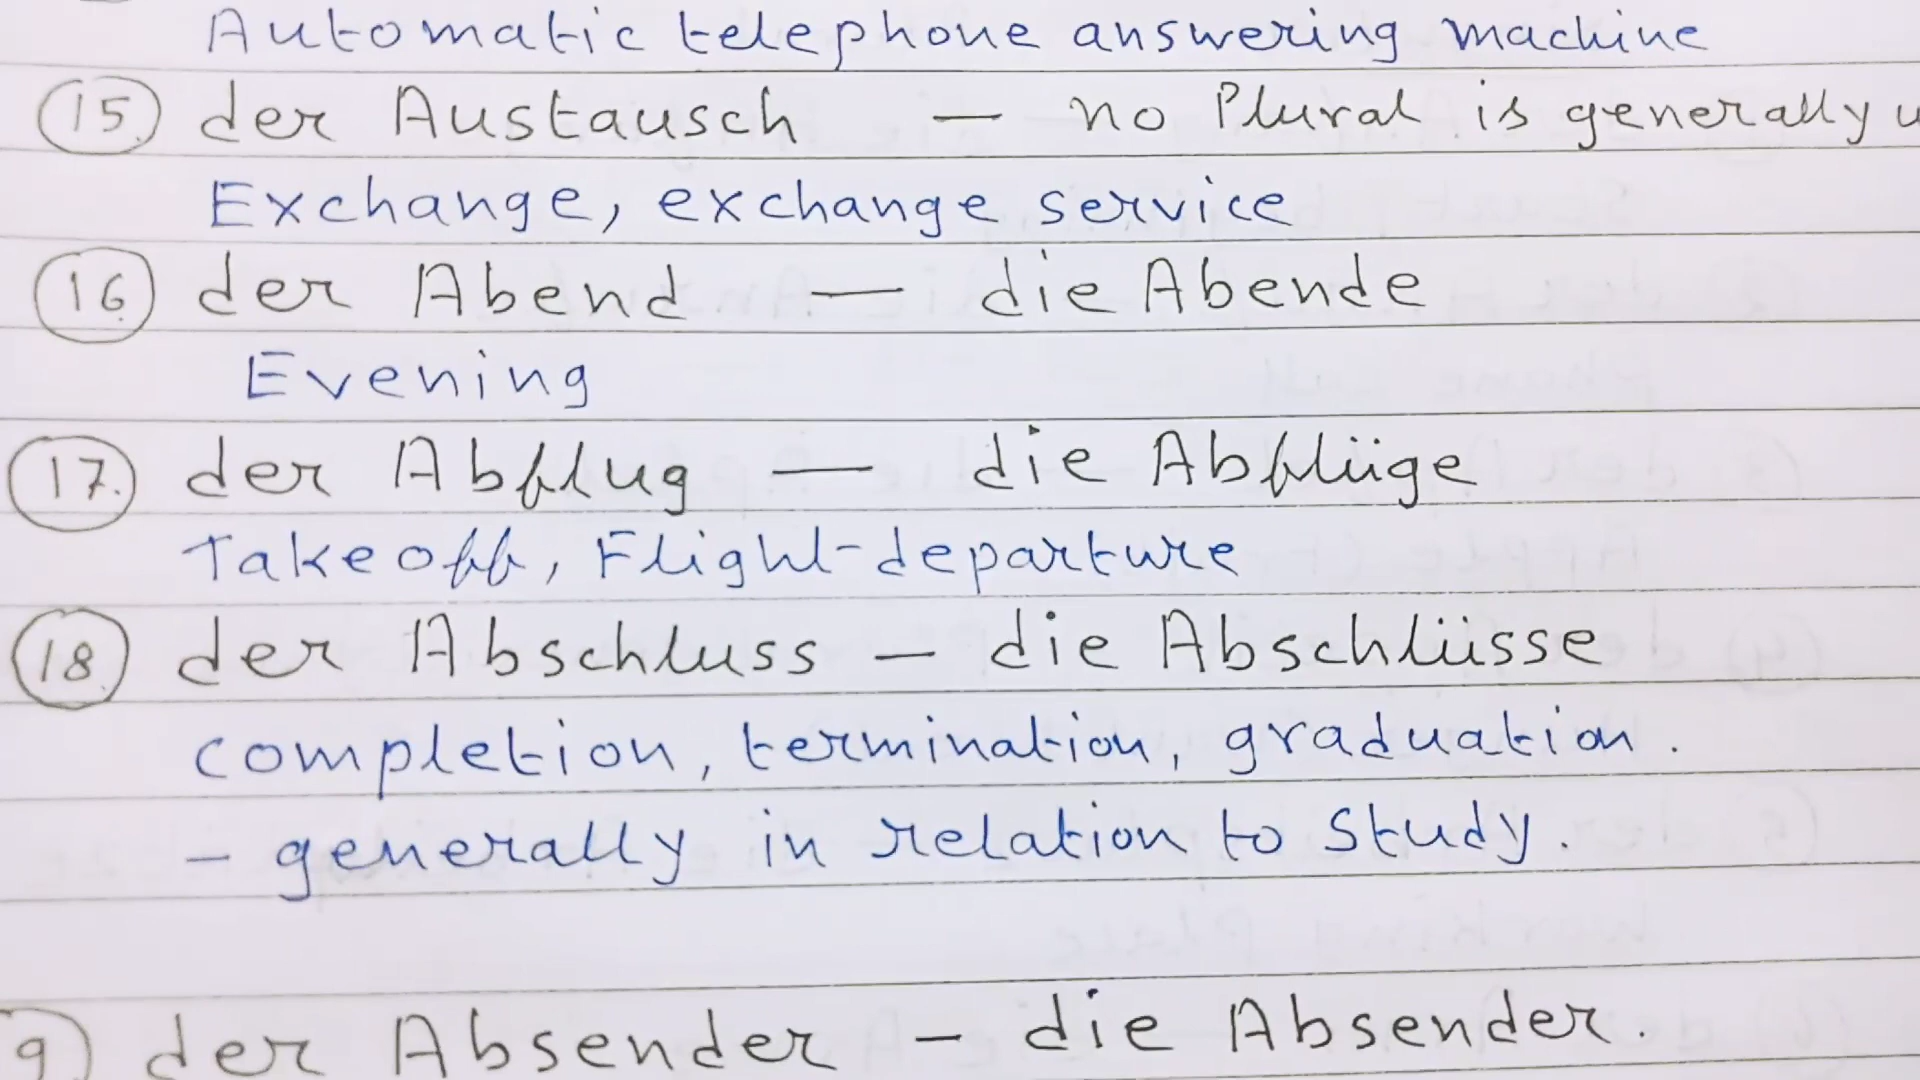 Automatic telephone answering machine
15. der Austausch — no Plural is generally
Exchange, exchange service
16. der Abend — die Abende
Evening
17. der Abflug — die Abflüge
Takeoff, Flight-departure
18. der Abschluss - die Abschlüsse
completion, termination, graduation.
- generally in relation to study.
9) der Absender - die Absender.